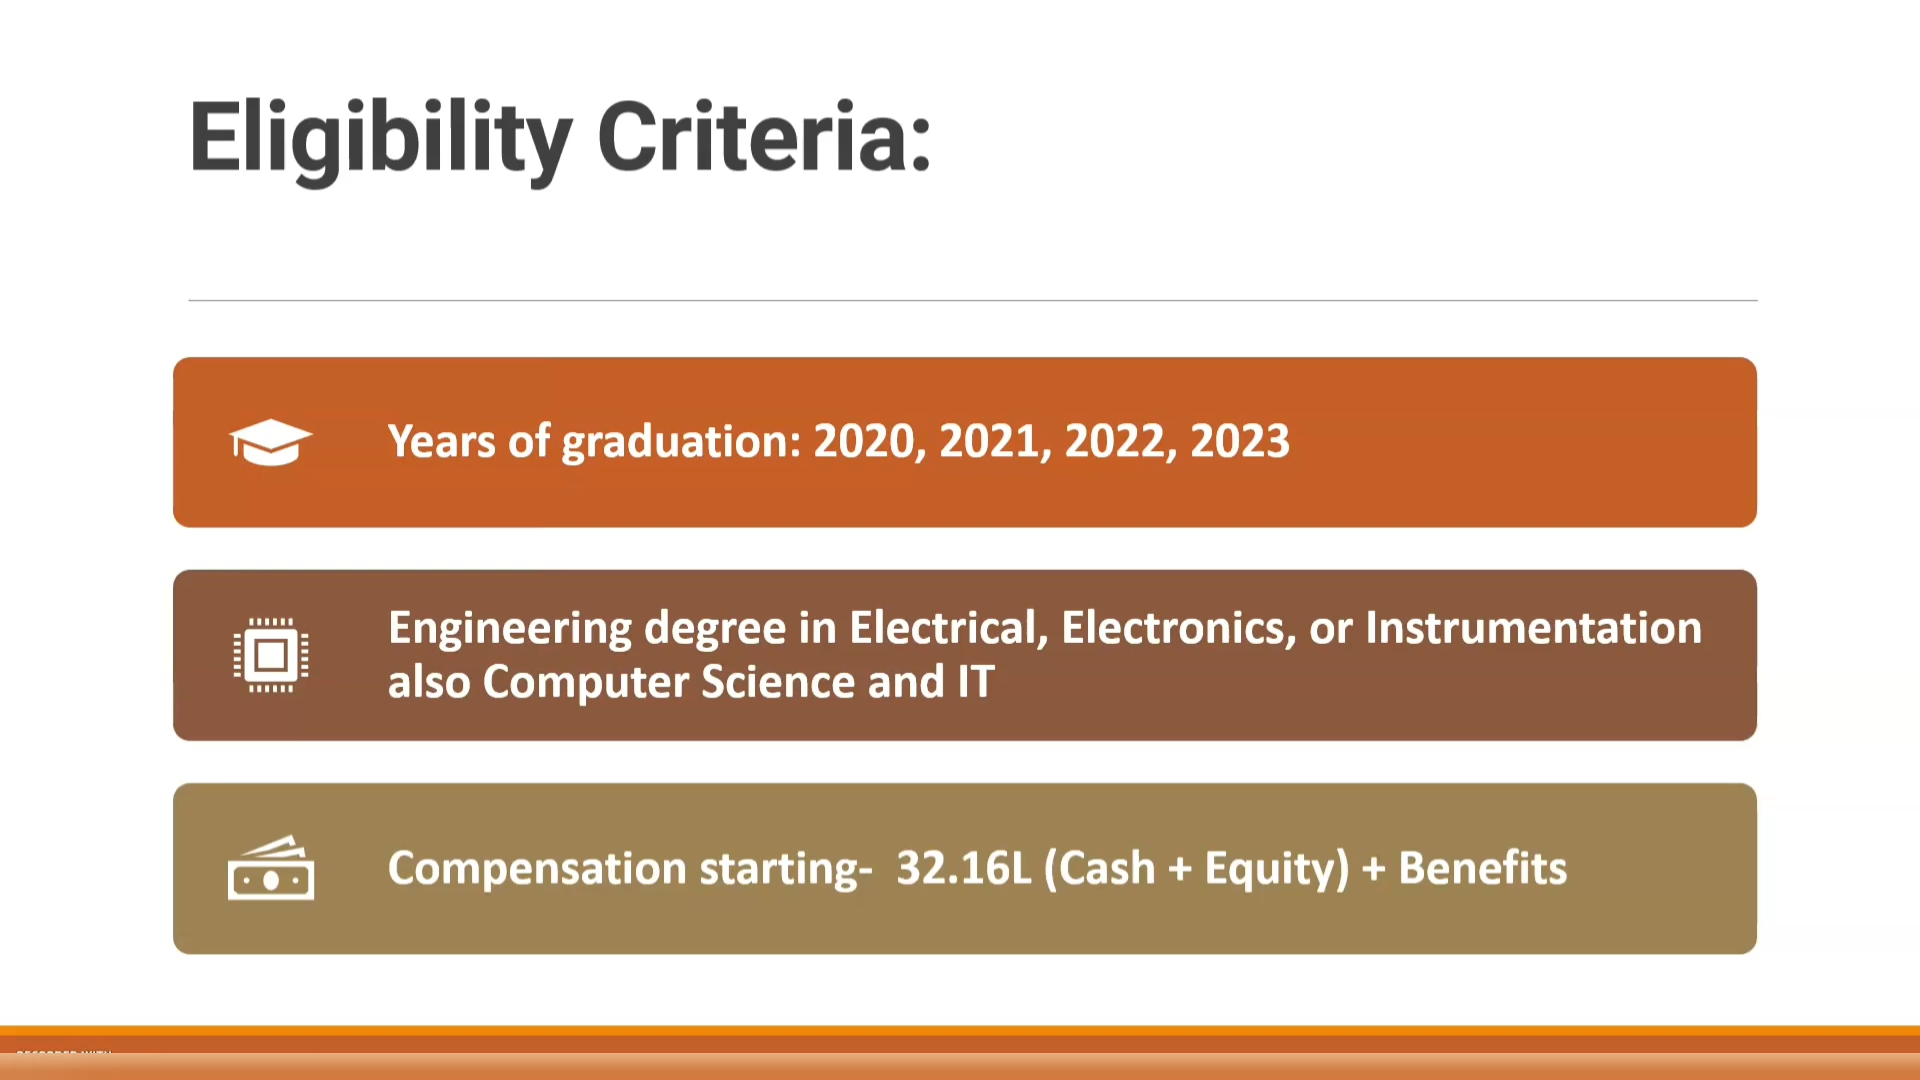 Eligibility Criteria:
Years of graduation: 2020, 2021, 2022, 2023
Engineering degree in Electrical, Electronics, or Instrumentation
also Computer Science and IT
Compensation starting-  32.16L (Cash + Equity) + Benefits